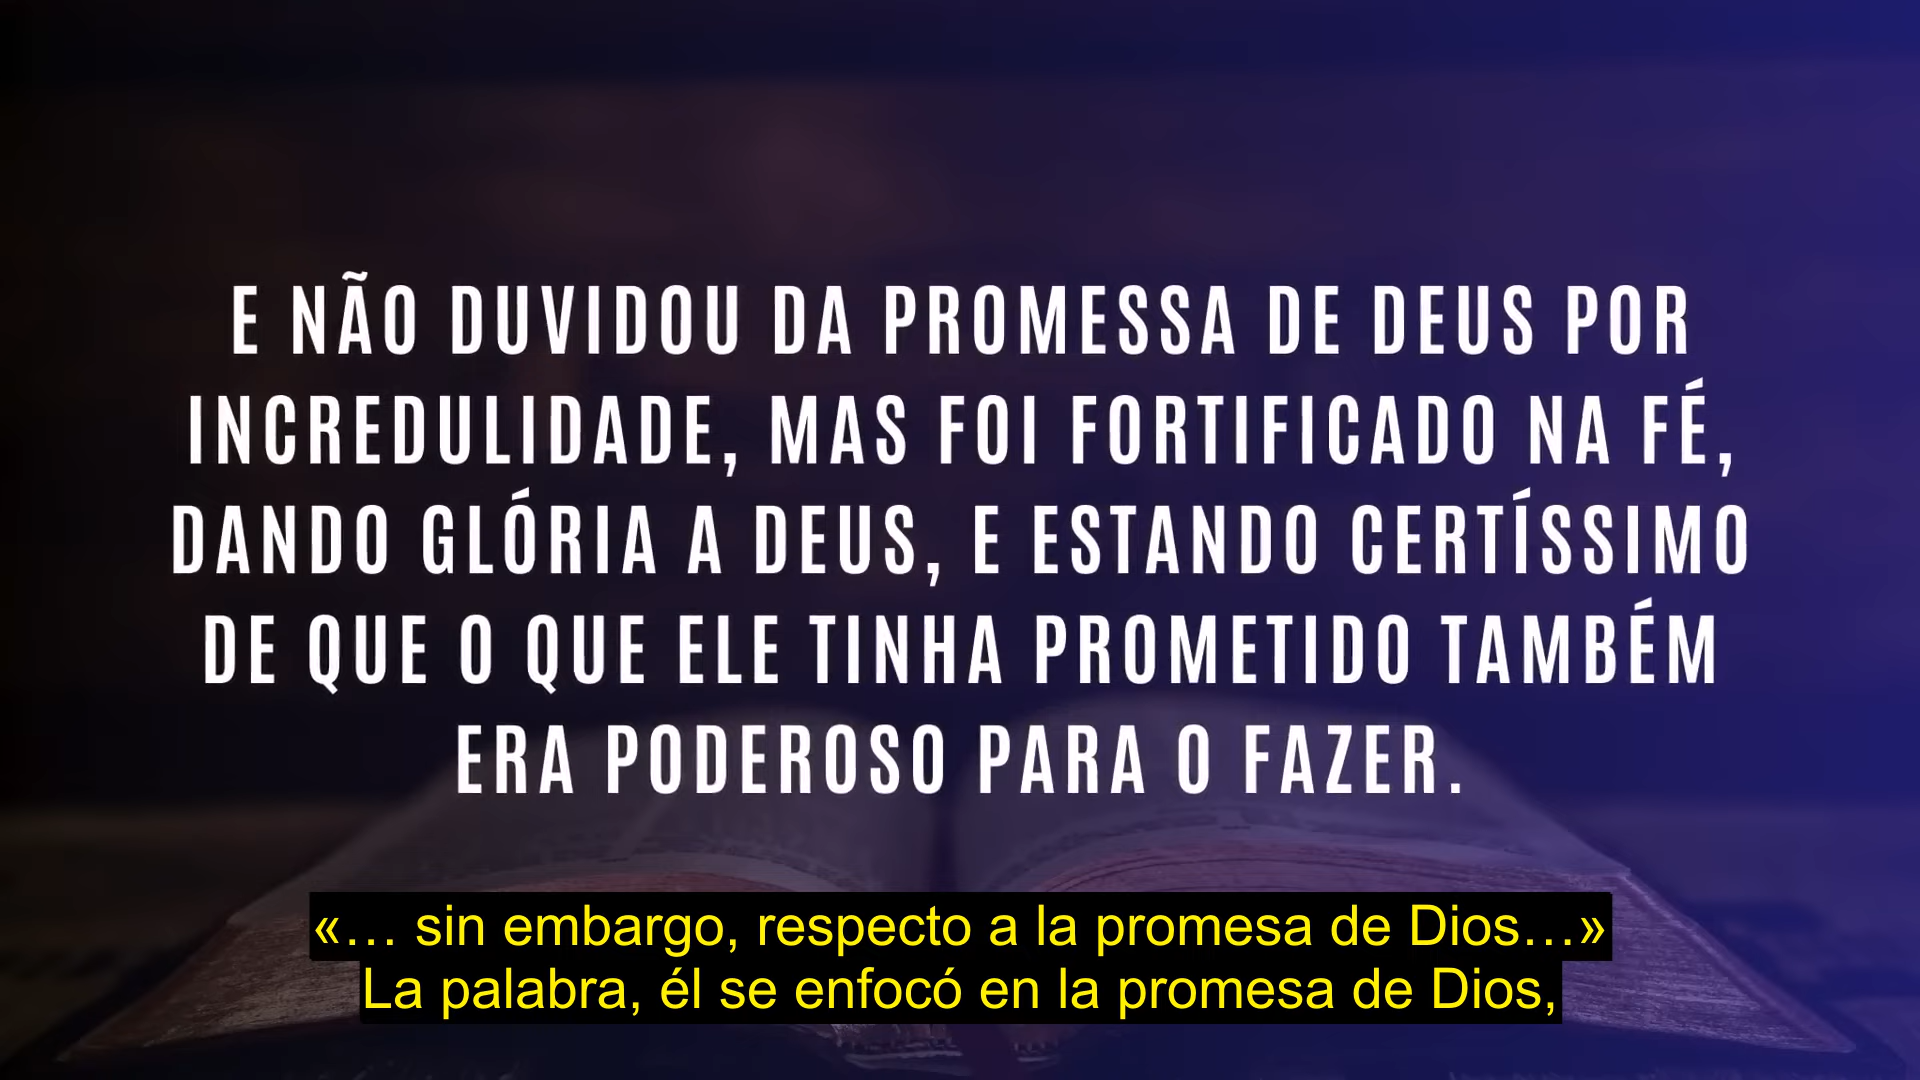 E NÃO DUVIDOU DA PROMESSA DE DEUS POR
INCREDULIDADE, MAS FOI FORTIFICADO NA FÉ,
DANDO GLÓRIA A DEUS, E ESTANDO CERTÍSSIMO
DE QUE O QUE ELE TINHA PROMETIDO TAMBÉM
ERA PODEROSO PARA O FAZER.
«… sin embargo, respecto a la promesa de Dios…»
La palabra, él se enfocó en la promesa de Dios,